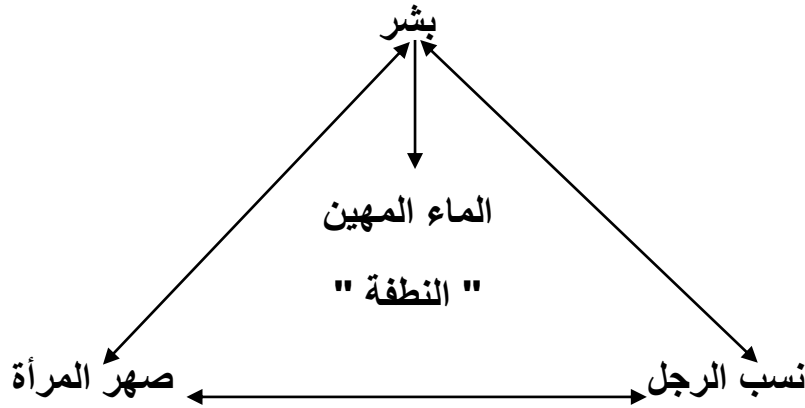 بشر
الماء المهين
" النطفة "
نسب الرجل
صهر المرأة